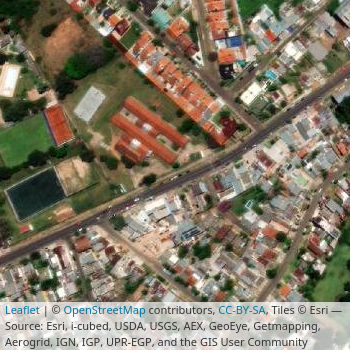 Leaflet | © OpenStreetMap contributors, CC-BY-SA, Tiles © Esri —
Source: Esri, i-cubed, USDA, USGS, AEX, GeoEye, Getmapping,
Aerogrid, IGN, IGP, UPR-EGP, and the GIS User Community